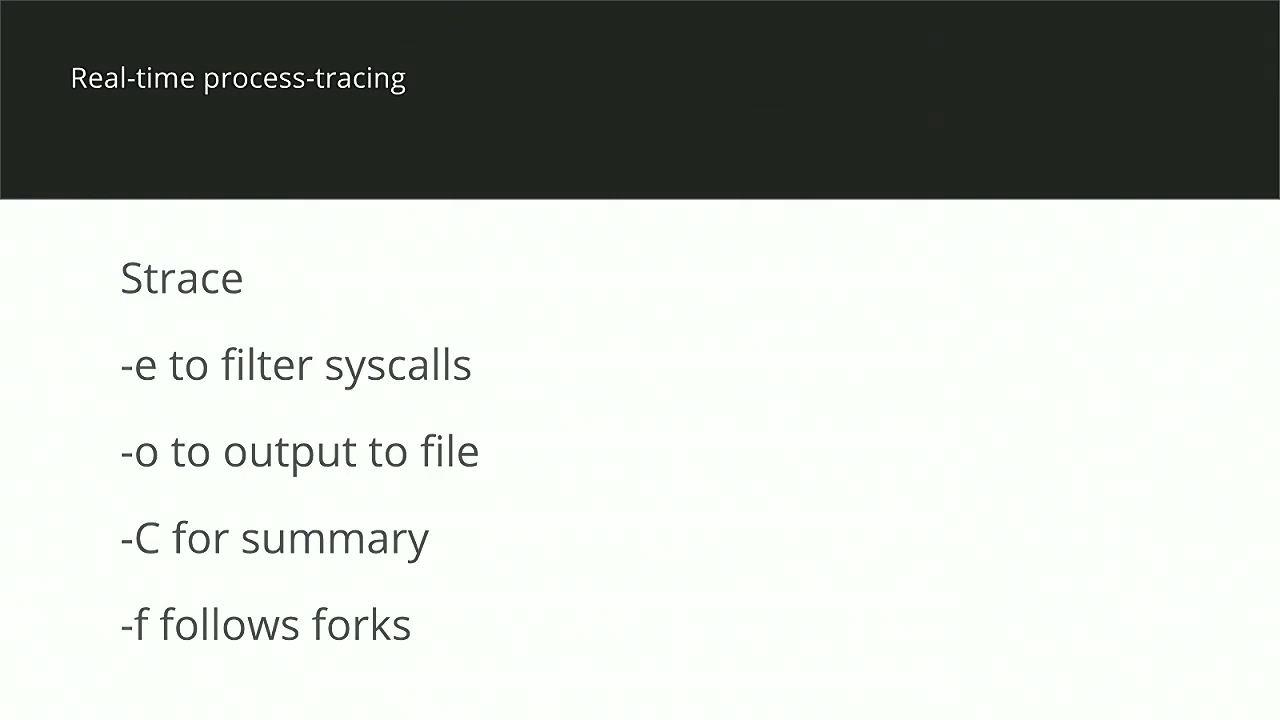 Real-time process-tracing
Strace
-e to filter syscalls
-o to output to file
-C for summary
-f follows forks